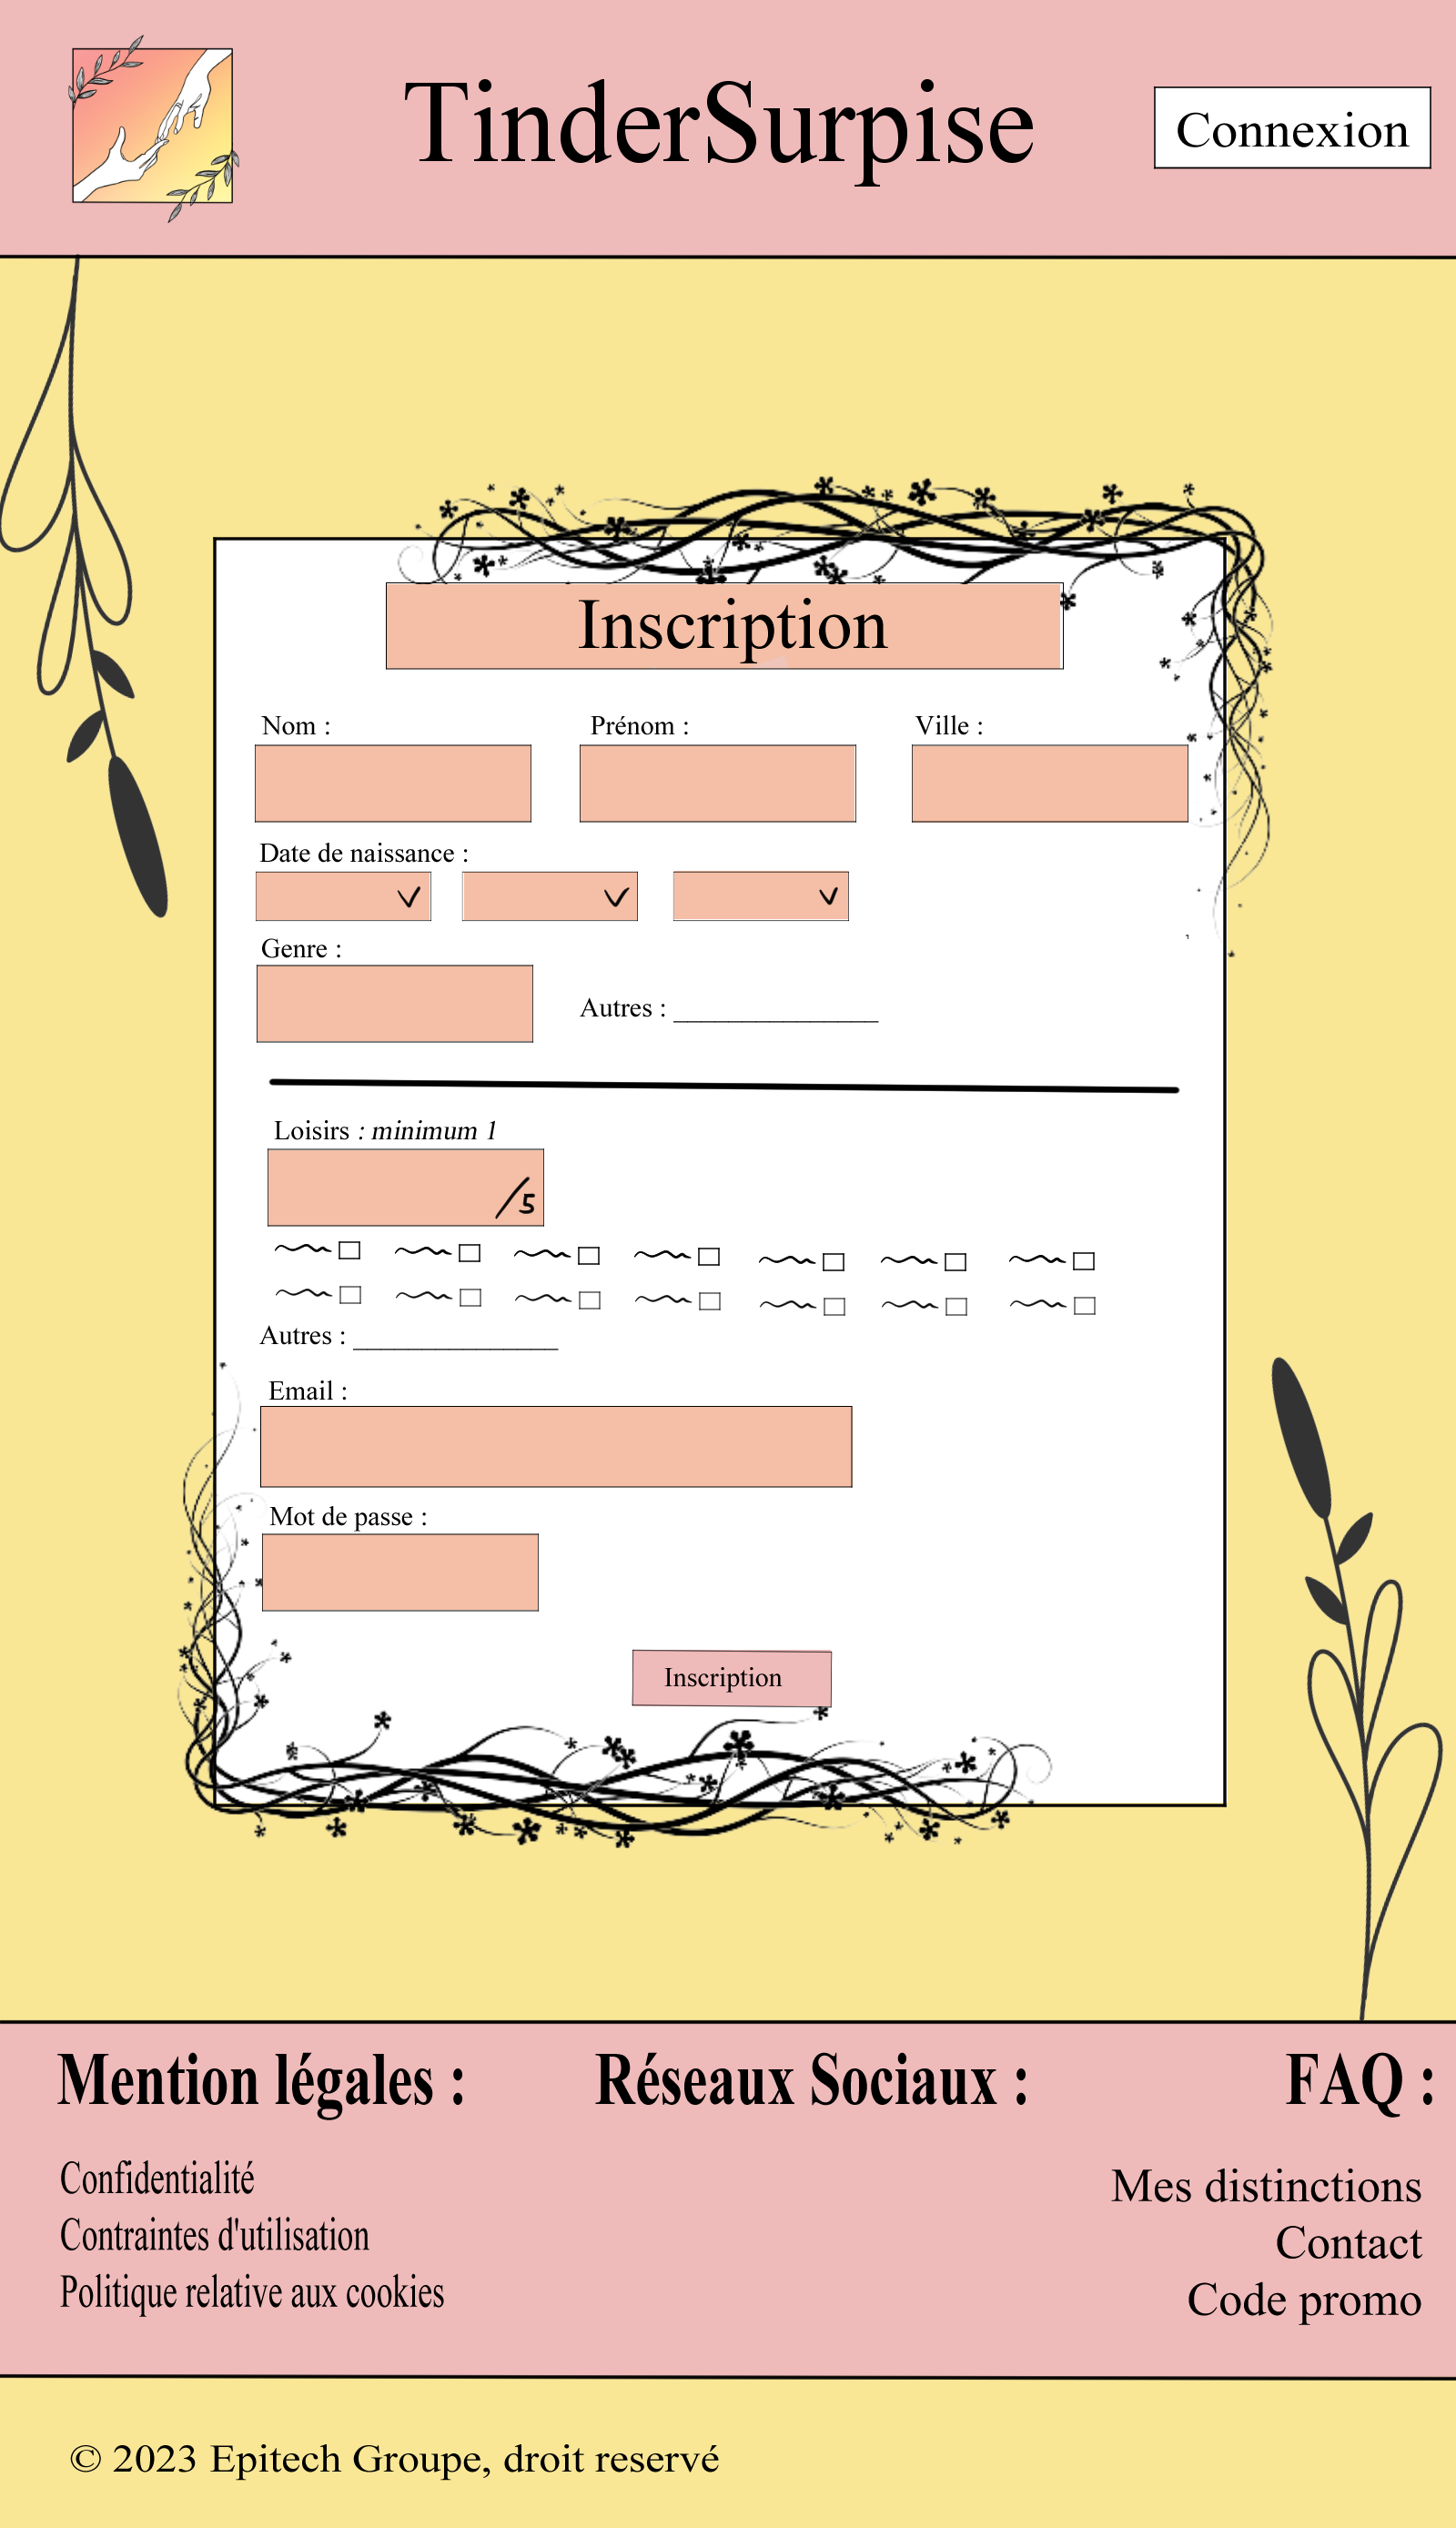 TinderSurpise
Connexion
Inscription
Nom :
Prénom :
Ville :
Date de naissance :
Genre :
Autres : _______________
Loisirs : minimum 1
/5
Autres : _______________
Email :
Mot de passe :
Inscription
Mention légales :
Réseaux Sociaux :
FAQ :
Confidentialité
Contraintes d'utilisation
Politique relative aux cookies
Mes distinctions
Contact
Code promo
© 2023 Epitech Groupe, droit reservé